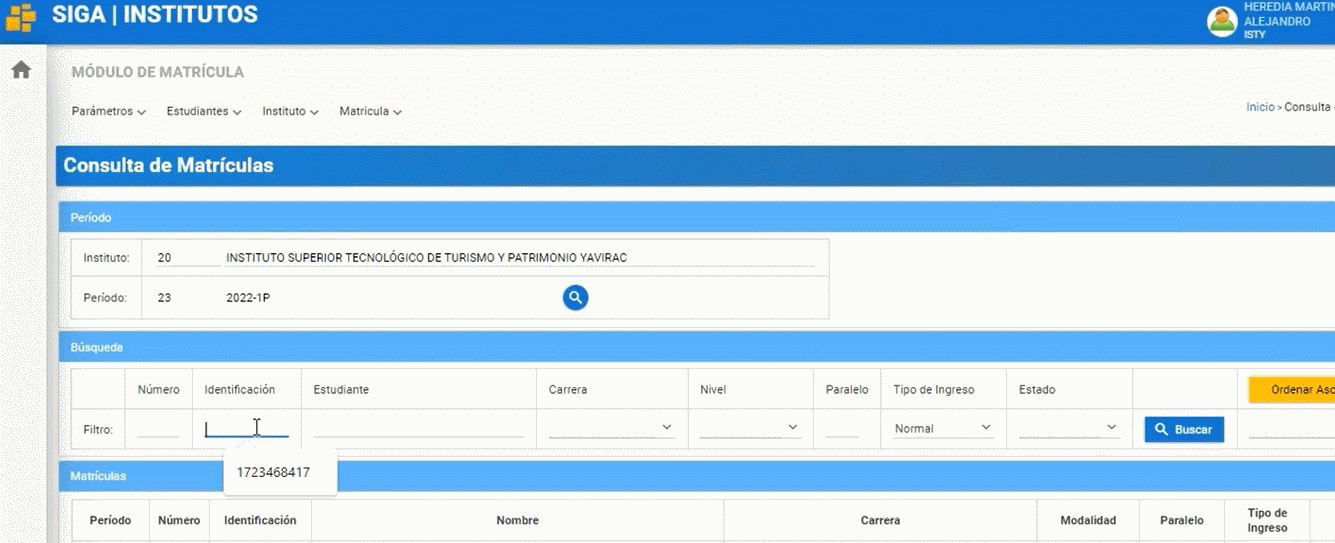 SIGA | INSTITUTOS
HEREDIA MARTIN
ALEJANDRO
ISTY
MÓDULO DE MATRÍCULA
Parámetros Estudiantes Instituto Matricula
Inicio > Consulta
Consulta de Matrículas
Período
Instituto: 20 INSTITUTO SUPERIOR TECNOLÓGICO DE TURISMO Y PATRIMONIO YAVIRAC
Período: 23 2022-1P
Búsqueda
Número Identificación Estudiante Carrera Nivel Paralelo Tipo de Ingreso Estado Ordenar Asc
Filtro: Normal Buscar
1723468417
Matrículas
Período Número Identificación Nombre Carrera Modalidad Paralelo Tipo de Ingreso